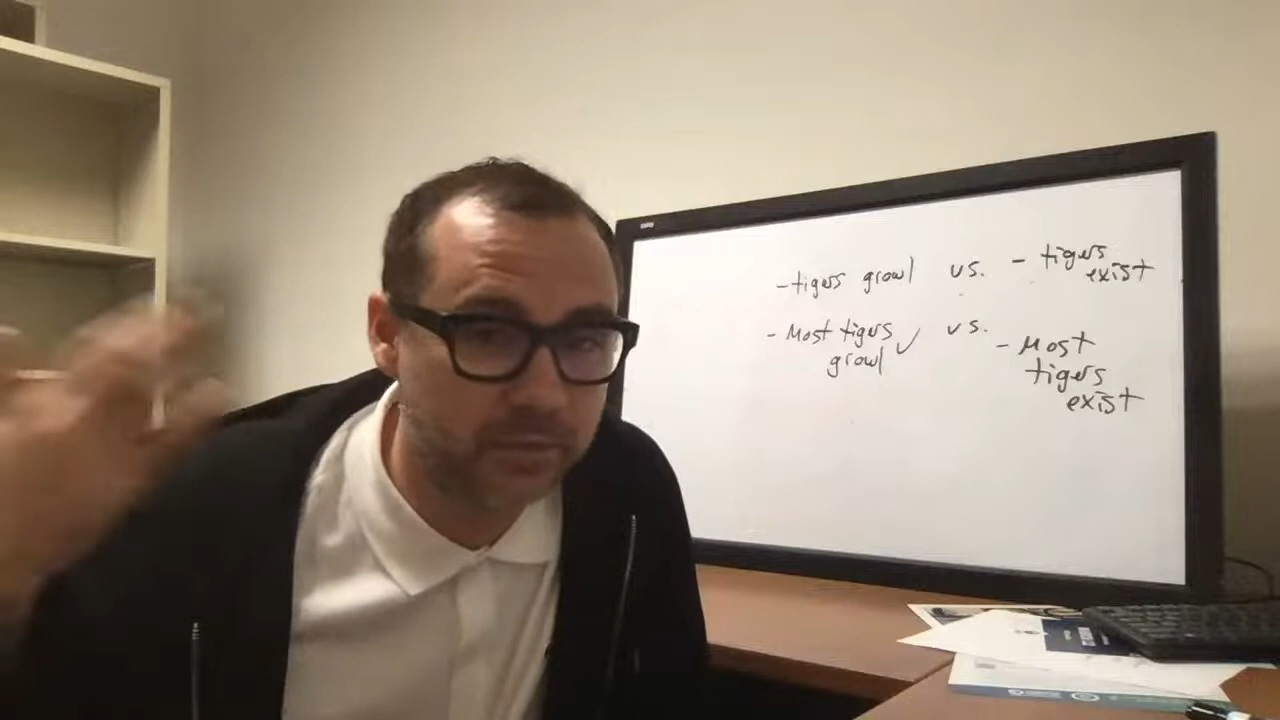 - tigers growl vs. - tigers
exist
- Most tigers vs. - Most
growl ✓ tigers
exist